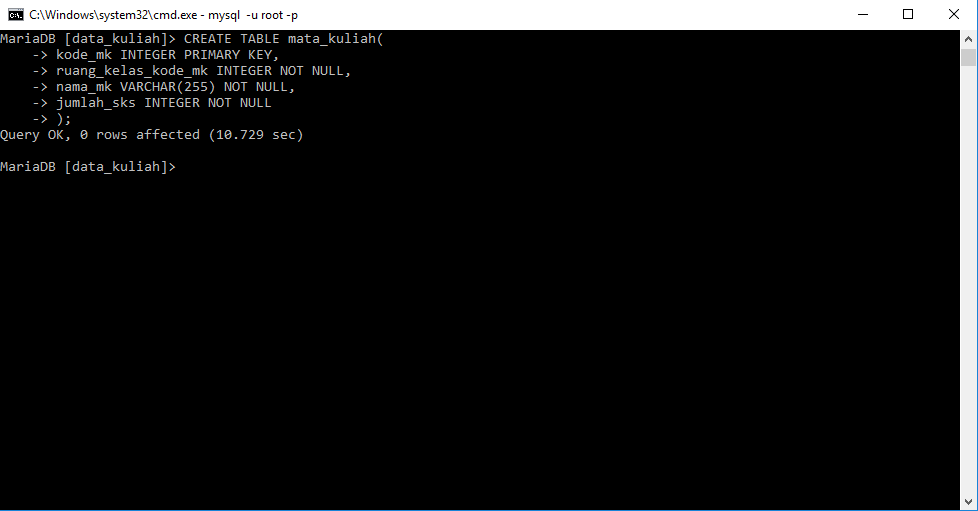 C:\Windows\system32\cmd.exe - mysql  -u root -p
MariaDB [data_kuliah]> CREATE TABLE mata_kuliah(
    -> kode_mk INTEGER PRIMARY KEY,
    -> ruang_kelas_kode_mk INTEGER NOT NULL,
    -> nama_mk VARCHAR(255) NOT NULL,
    -> jumlah_sks INTEGER NOT NULL
    -> );
Query OK, 0 rows affected (10.729 sec)
MariaDB [data_kuliah]>